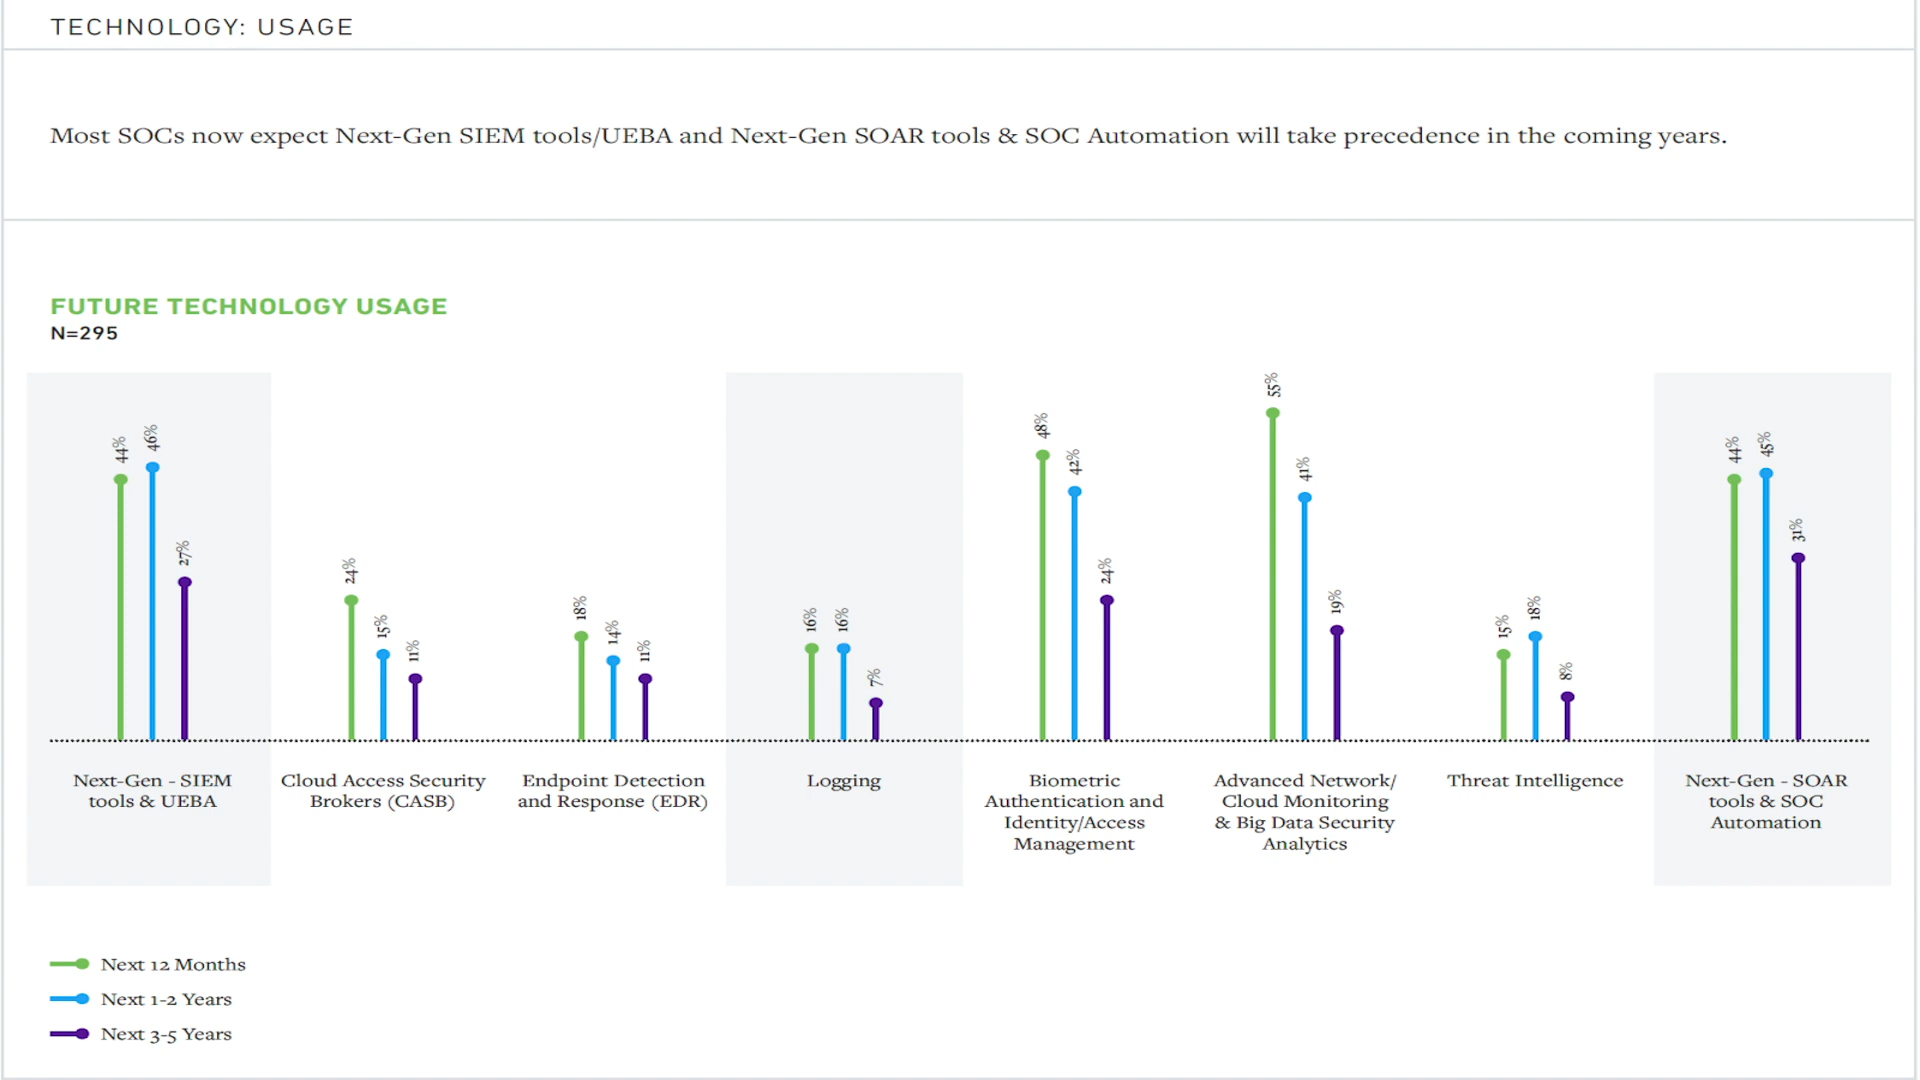 TECHNOLOGY: USAGE
Most SOCs now expect Next-Gen SIEM tools/UEBA and Next-Gen SOAR tools & SOC Automation will take precedence in the coming years.
FUTURE TECHNOLOGY USAGE
N=295
44%
46%
27%
24%
15%
11%
18%
14%
11%
16%
16%
7%
48%
42%
24%
55%
41%
19%
15%
18%
8%
44%
45%
31%
Next-Gen - SIEM
tools & UEBA
Cloud Access Security
Brokers (CASB)
Endpoint Detection
and Response (EDR)
Logging
Biometric
Authentication and
Identity/Access
Management
Advanced Network/
Cloud Monitoring
& Big Data Security
Analytics
Threat Intelligence
Next-Gen - SOAR
tools & SOC
Automation
Next 12 Months
Next 1-2 Years
Next 3-5 Years